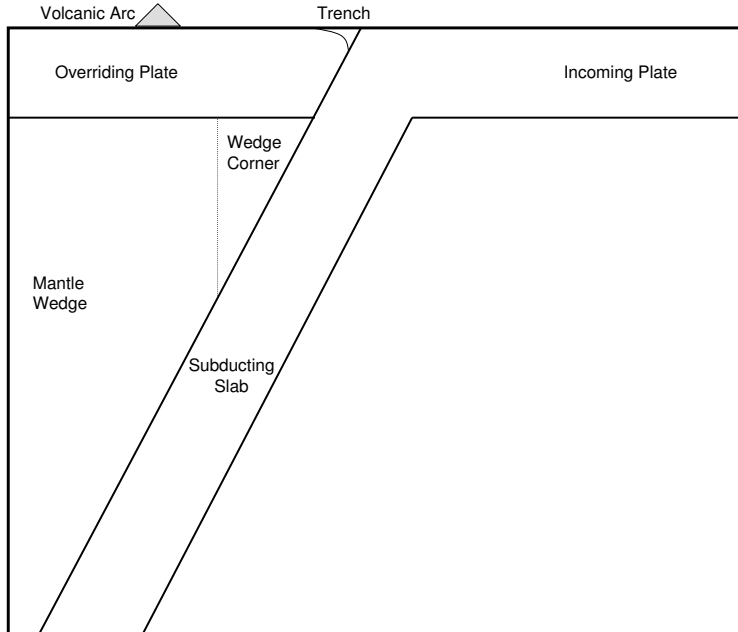 Volcanic Arc
Trench
Overriding Plate
Incoming Plate
Wedge
Corner
Mantle
Wedge
Subducting
Slab